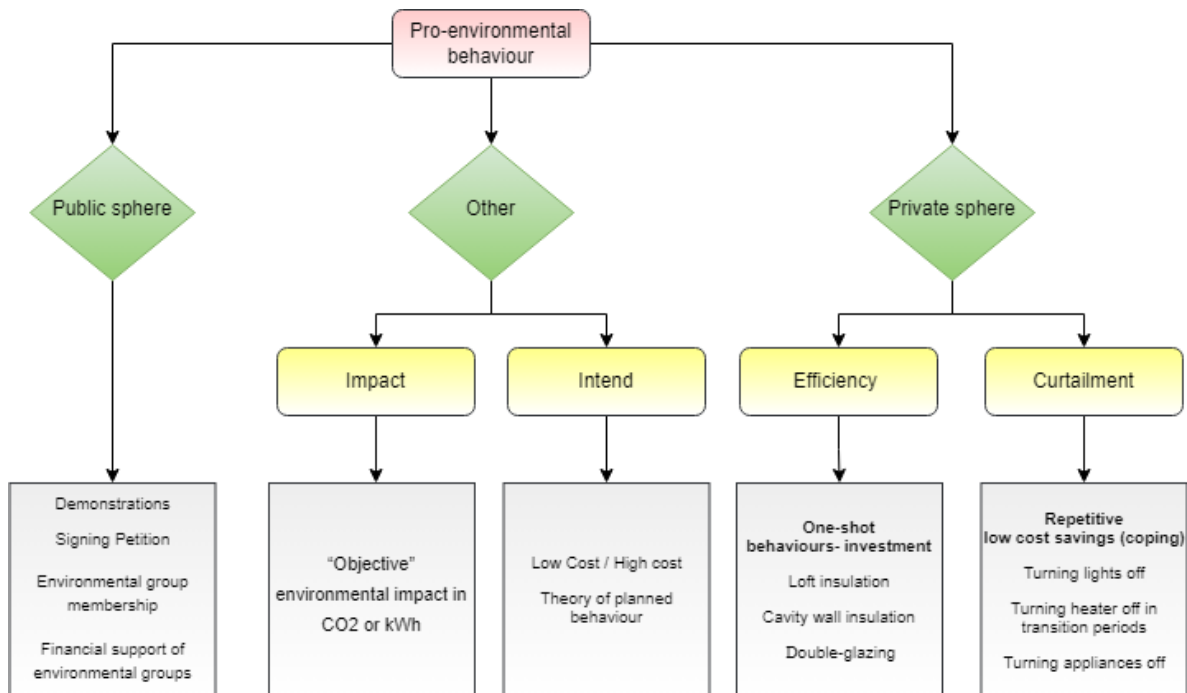 Pro-environmental
behaviour
Public sphere
Other
Private sphere
Impact
Intend
Efficiency
Curtailment
Demonstrations
Signing Petition
Environmental group
membership
Financial support of
environmental groups
“Objective”
environmental impact in
CO2 or kWh
Low Cost / High cost
Theory of planned
behaviour
One-shot
behaviours- investment
Loft insulation
Cavity wall insulation
Double-glazing
Repetitive
low cost savings (coping)
Turning lights off
Turning heater off in
transition periods
Turning appliances off